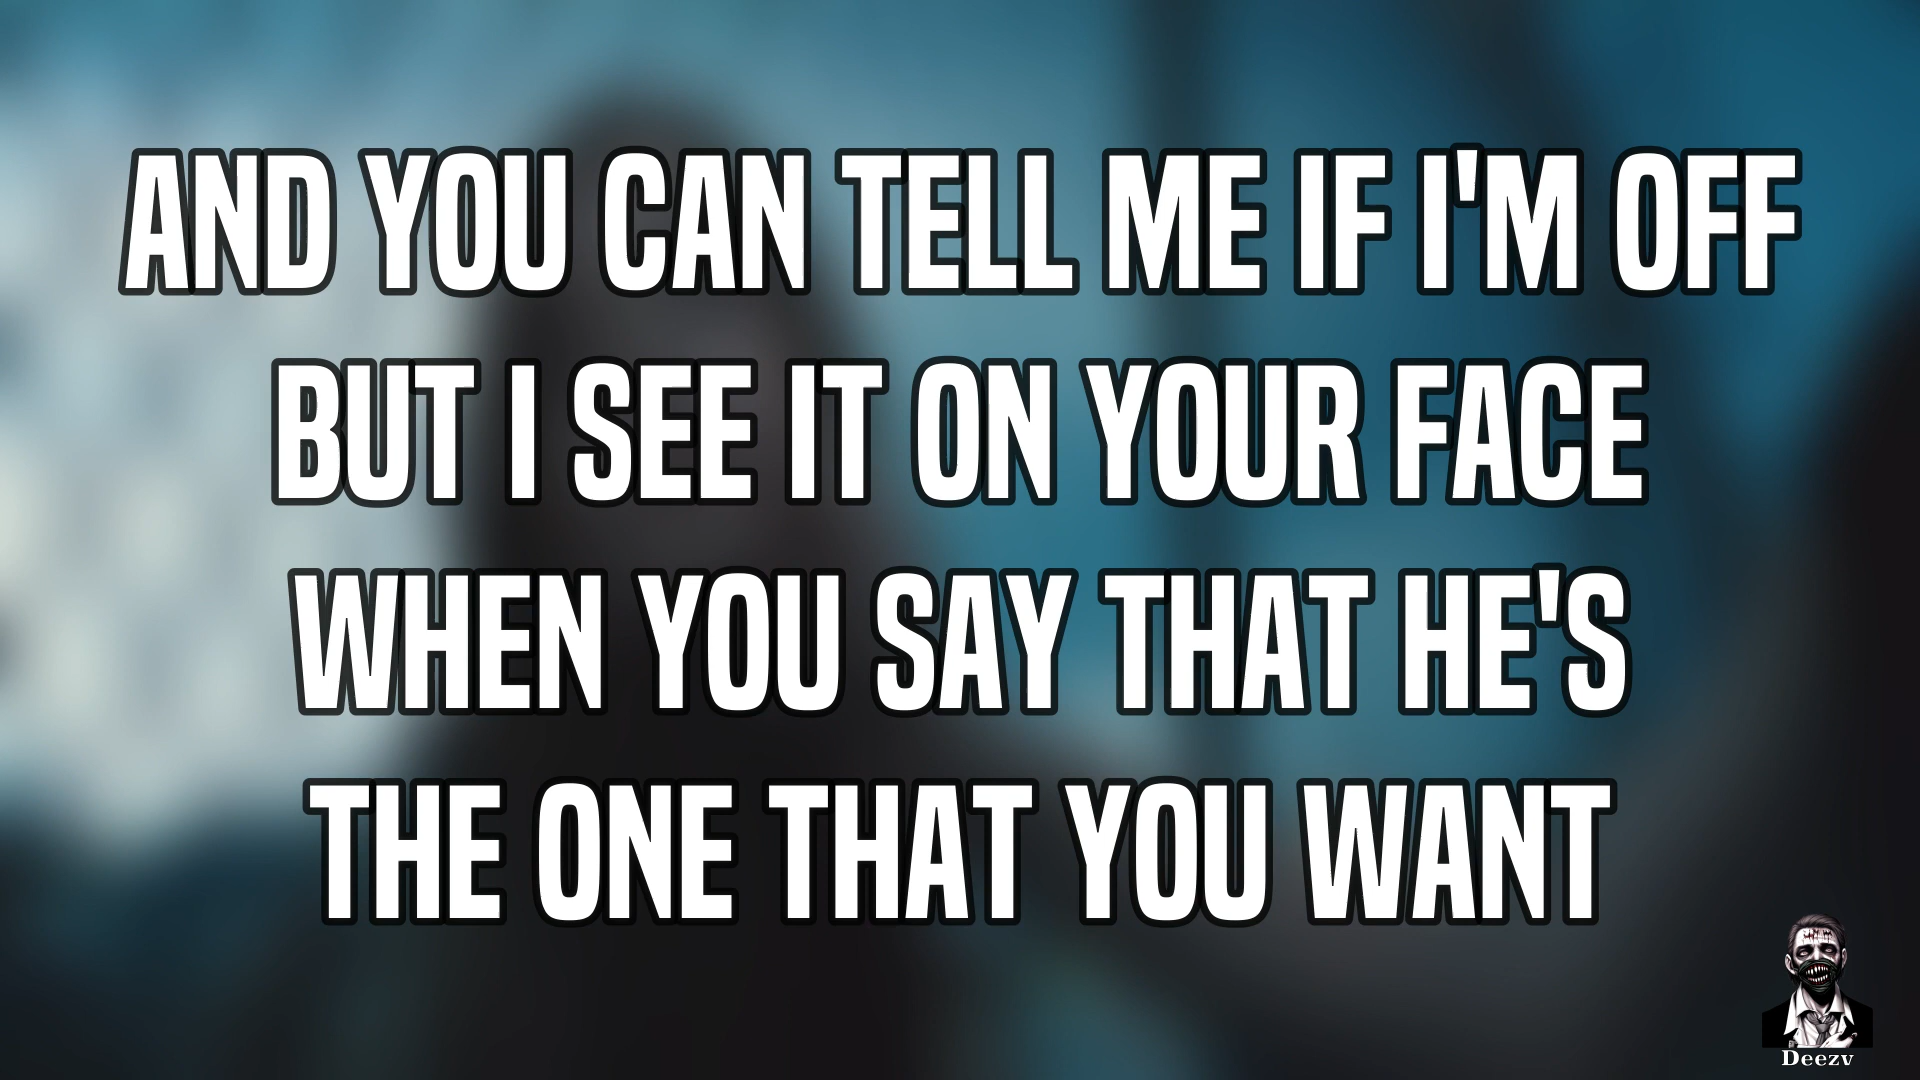 AND YOU CAN TELL ME IF I'M OFF
BUT I SEE IT ON YOUR FACE
WHEN YOU SAY THAT HE'S
THE ONE THAT YOU WANT
Deezv